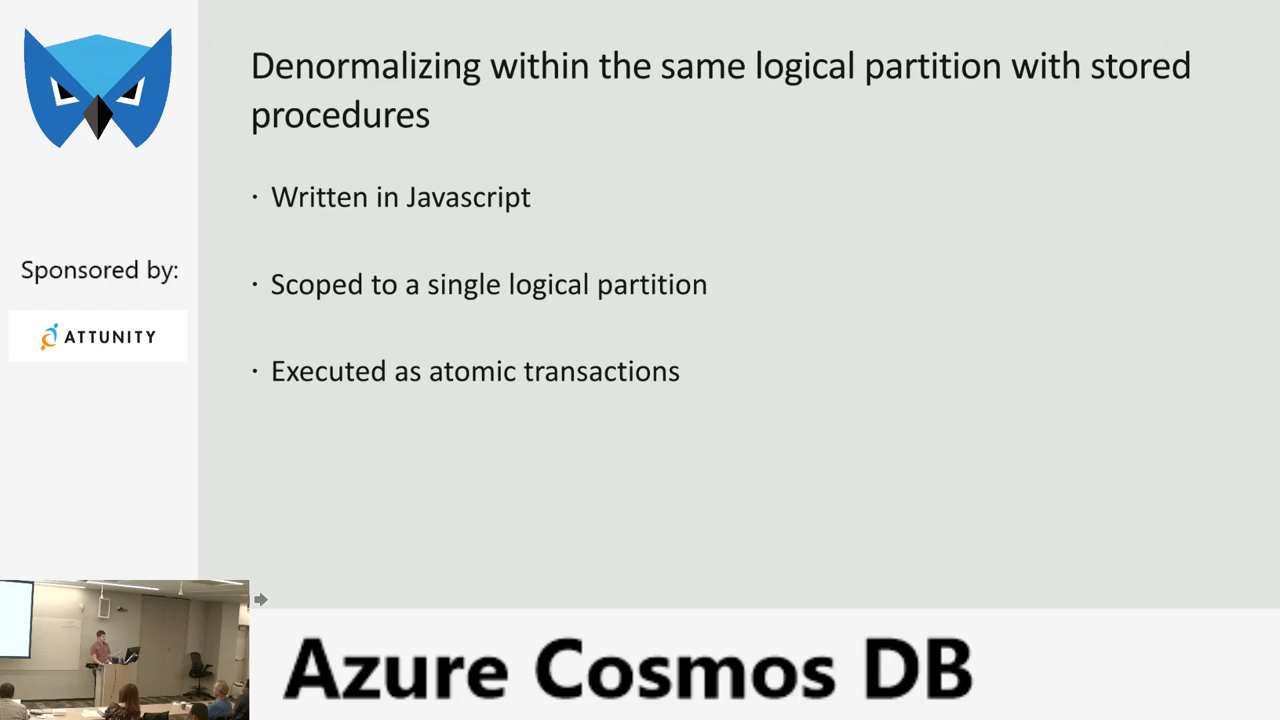 Denormalizing within the same logical partition with stored
procedures
· Written in Javascript
· Scoped to a single logical partition
· Executed as atomic transactions
Sponsored by:
ATTUNITY
Azure Cosmos DB